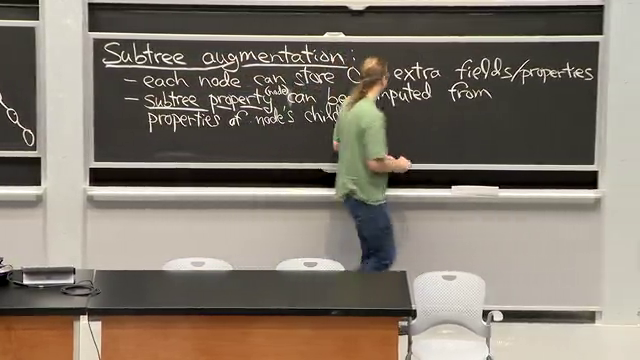 Subtree augmentation:
- each node can store extra fields/properties
- subtree property (node) can be computed from
properties of node's